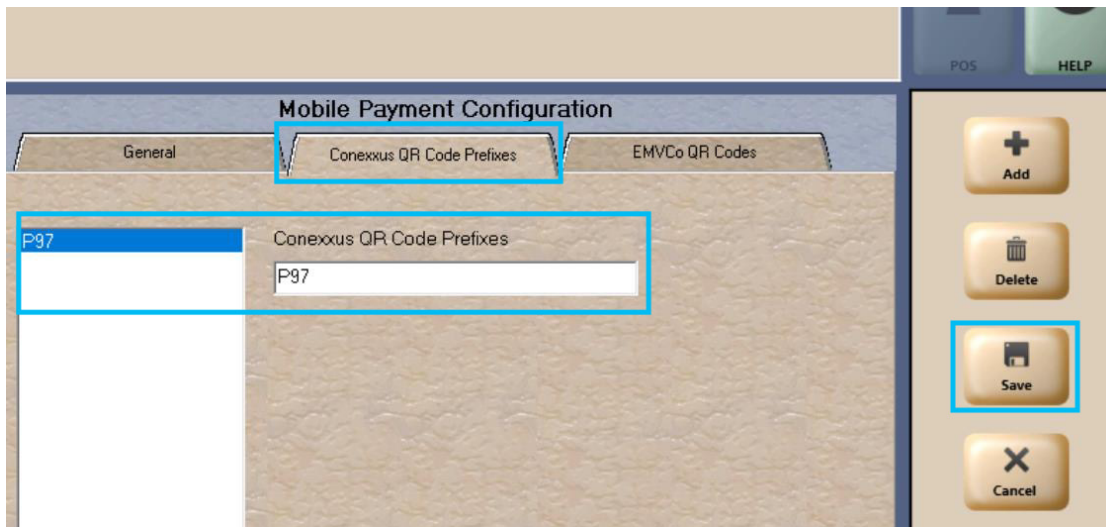 POS
HELP
Mobile Payment Configuration
General
Conexxus QR Code Prefixes
EMVCo QR Codes
Add
P97
Conexxus QR Code Prefixes
P97
Delete
Save
Cancel